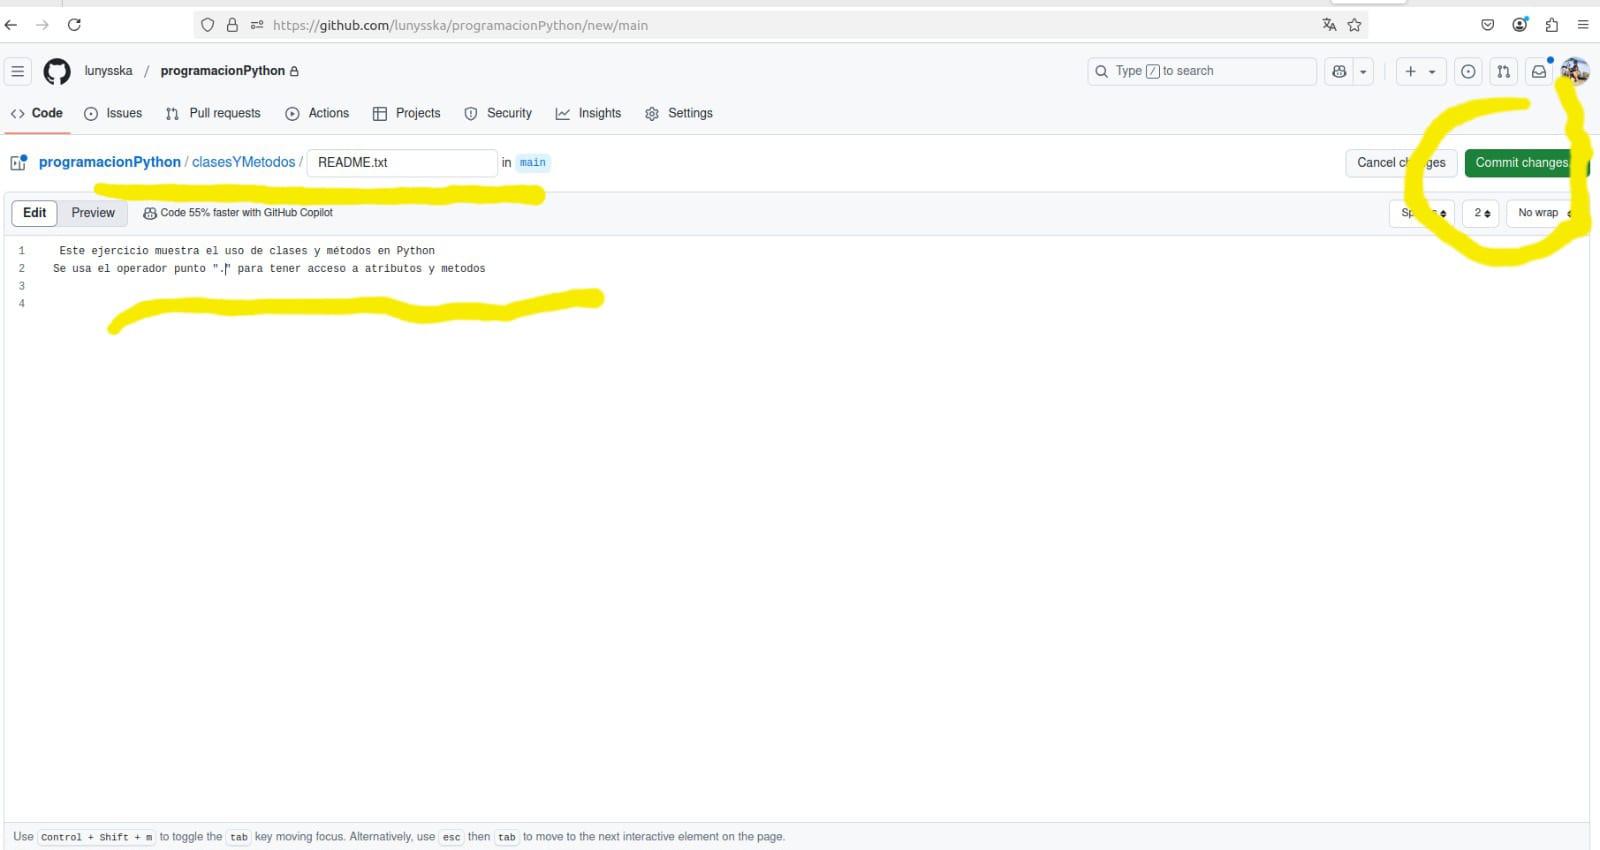 https://github.com/lunysska/programacionPython/new/main
lunysska / programacionPython
Type / to search
Code Issues Pull requests Actions Projects Insights Security Settings
programacionPython / clasesYMetodos / README.txt in main
Cancel changes Commit changes
Edit Preview Code 55% faster with GitHub Copilot
2 No wrap
1 Este ejercicio muestra el uso de clases y métodos en Python
2 Se usa el operador punto "." para tener acceso a atributos y metodos
3
4
Use Control + Shift + m to toggle the tab key moving focus. Alternatively, use esc then tab to move to the next interactive element on the page.